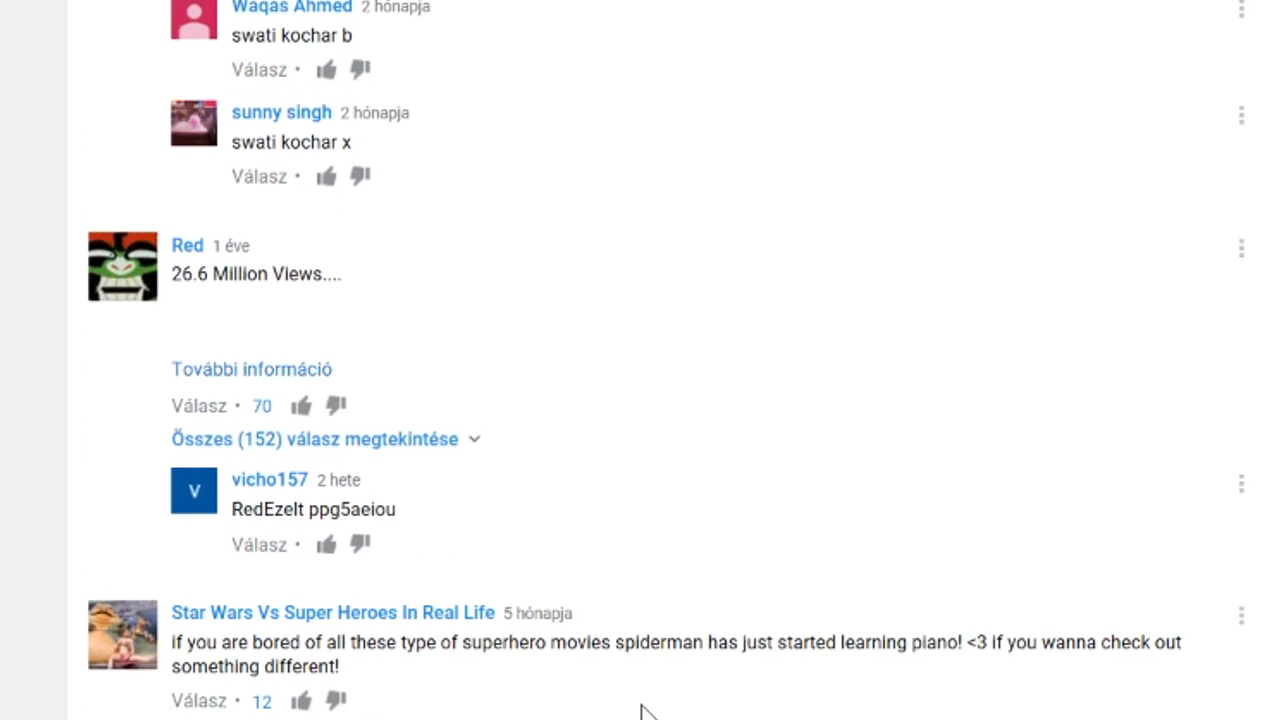 Waqas Ahmed 2 hónapja
swati kochar b
Válasz •
sunny singh 2 hónapja
swati kochar x
Válasz •
Red 1 éve
26.6 Million Views....
További információ
Válasz • 70
Összes (152) válasz megtekintése
V
vicho157 2 hete
RedEzelt ppg5aeiou
Válasz •
Star Wars Vs Super Heroes In Real Life 5 hónapja
if you are bored of all these type of superhero movies spiderman has just started learning piano! <3 if you wanna check out
something different!
Válasz • 12